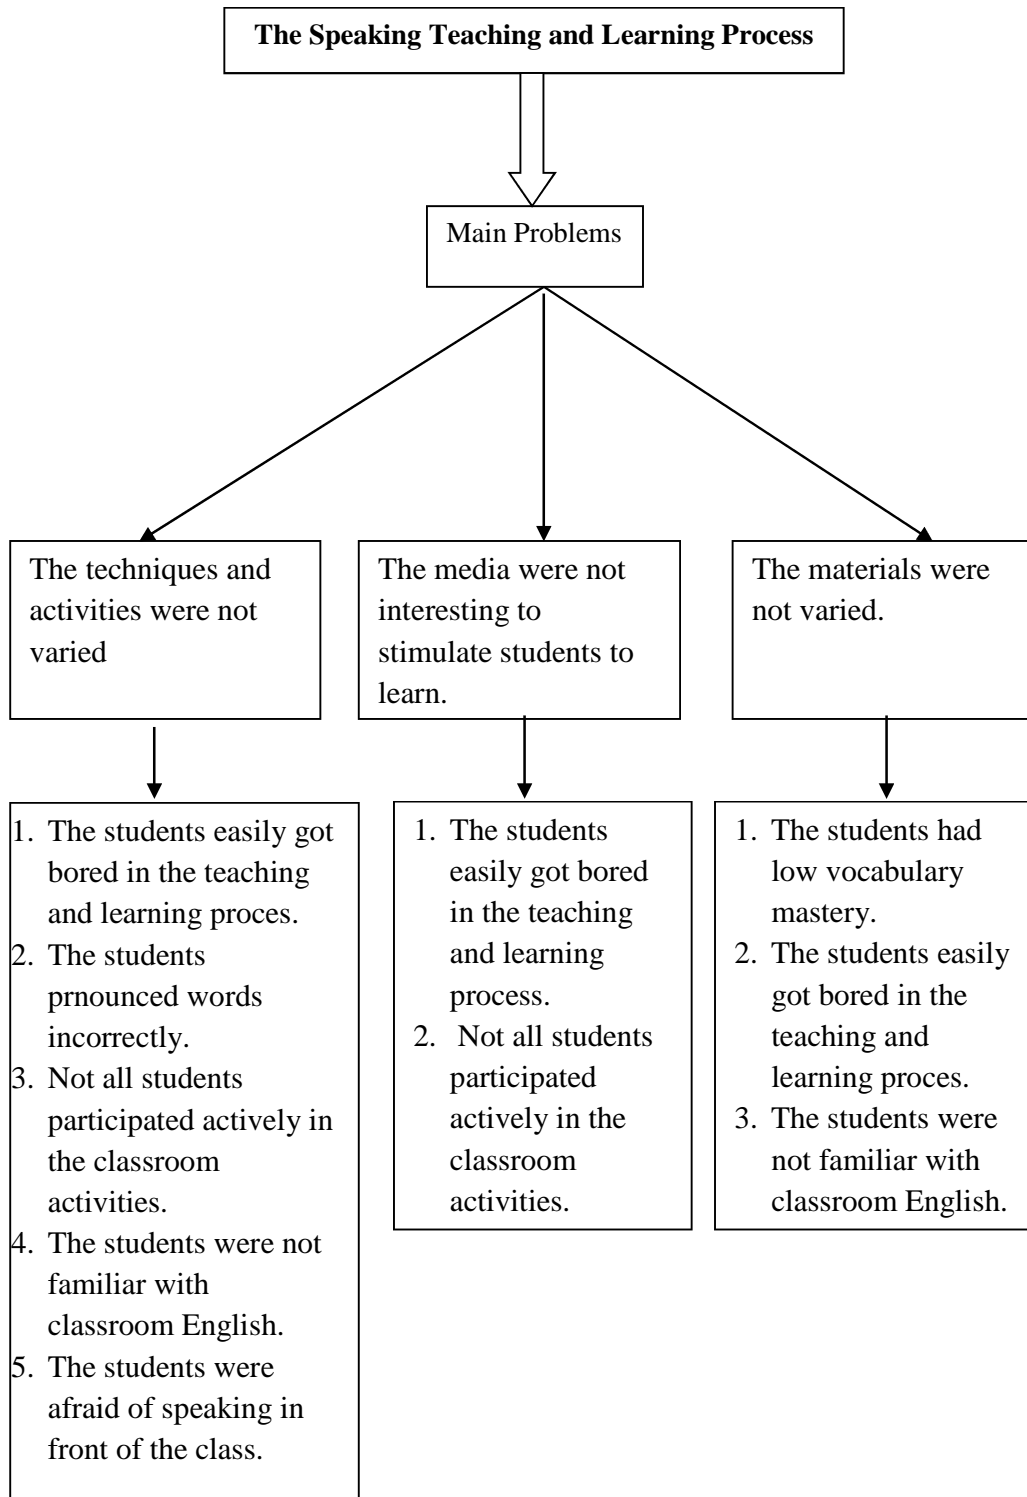 The Speaking Teaching and Learning Process
Main Problems
The techniques and
activities were not
varied
The media were not
interesting to
stimulate students to
learn.
The materials were
not varied.
1. The students easily got
bored in the teaching
and learning proces.
2. The students
prnounced words
incorrectly.
3. Not all students
participated actively in
the classroom
activities.
4. The students were not
familiar with
classroom English.
5. The students were
afraid of speaking in
front of the class.
1. The students
easily got bored
in the teaching
and learning
process.
2. Not all students
participated
actively in the
classroom
activities.
1. The students had
low vocabulary
mastery.
2. The students easily
got bored in the
teaching and
learning proces.
3. The students were
not familiar with
classroom English.